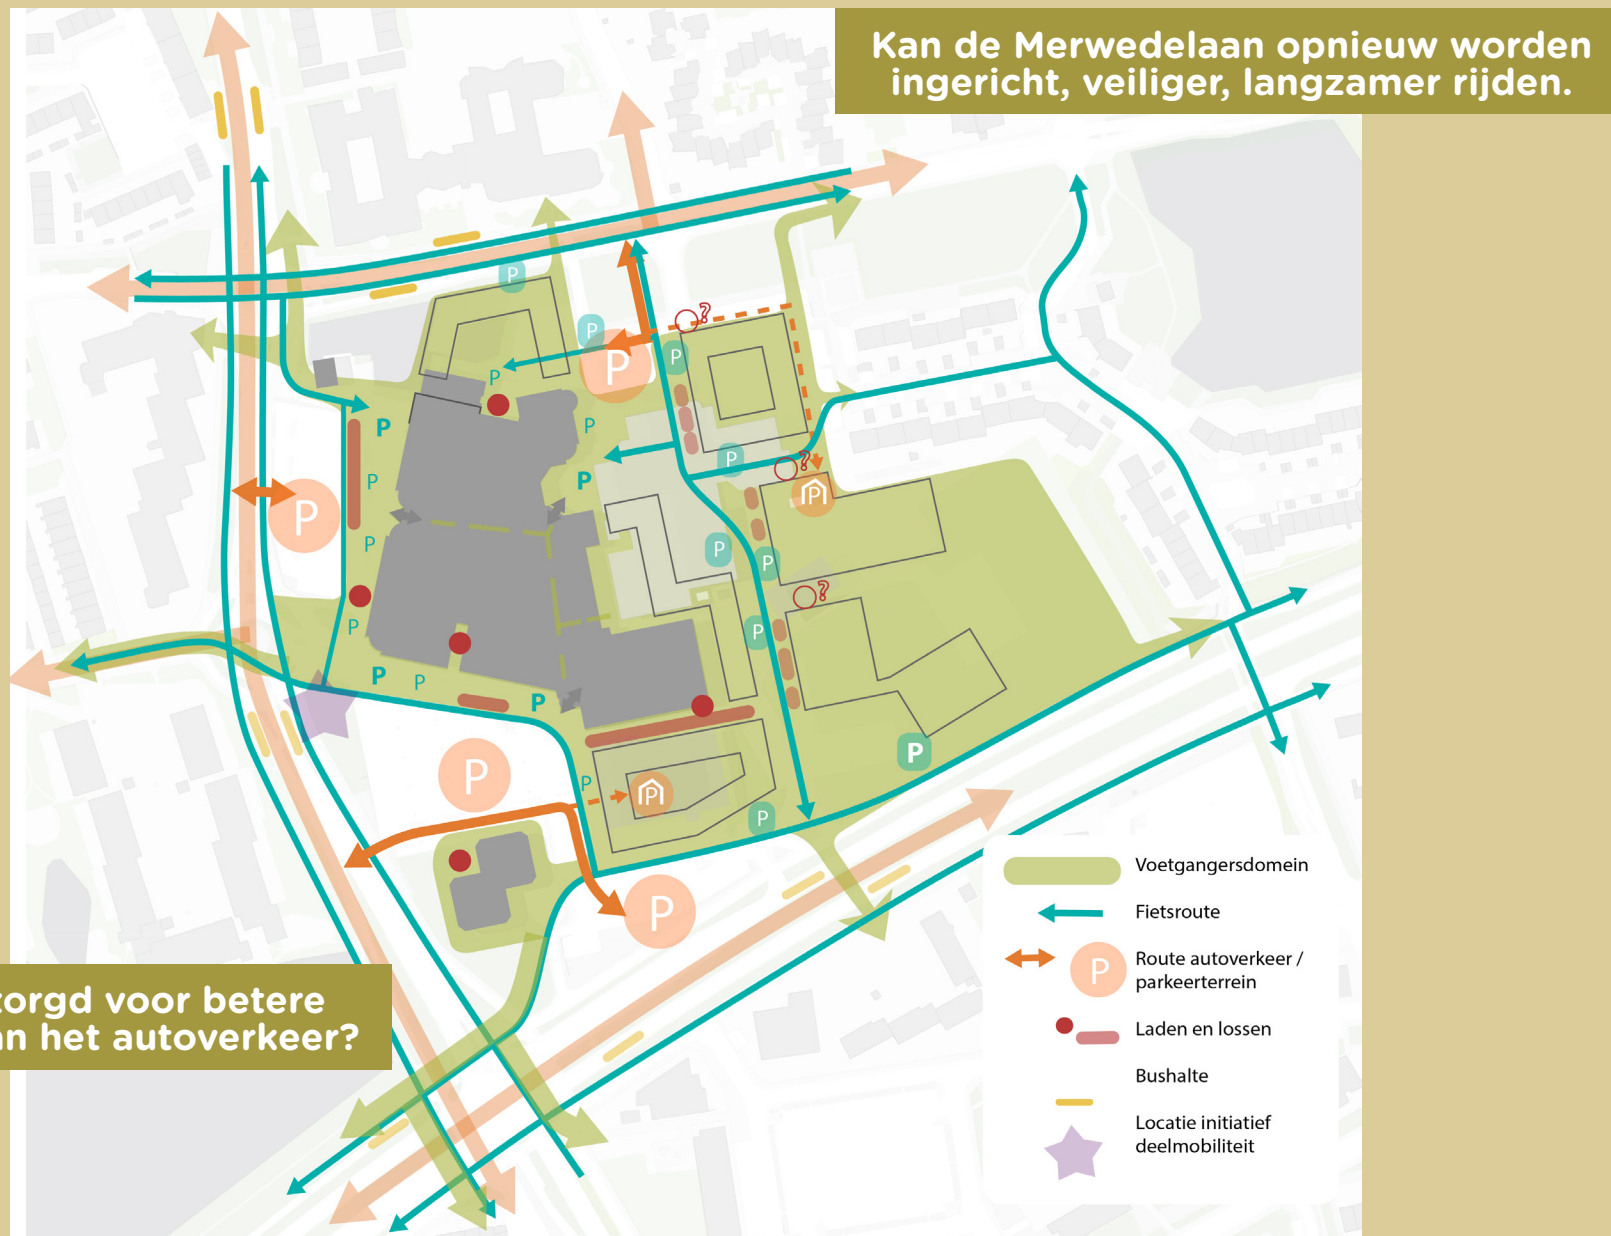 Kan de Merwedelaan opnieuw worden
ingericht, veiliger, langzamer rijden.
P
P
?
P
P
P
P
P
P
P
P
P
?
P
P
P
P
P
P
?
P
P
P
P
P
P
P
P
P
P
P
P
Voetgangersdomein
Fietsroute
Route autoverkeer /
parkeerterrein
P
Laden en lossen
Bushalte
Locatie initiatief
deelmobiliteit
orgd voor betere
n het autoverkeer?